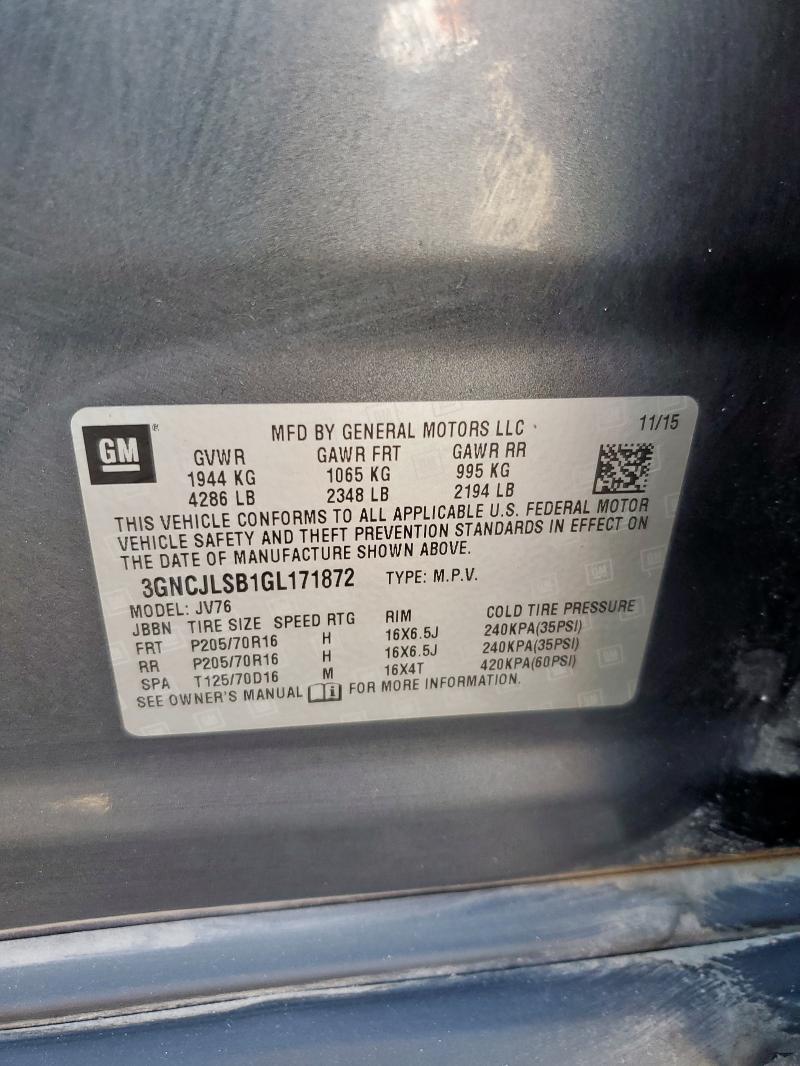 GM®
MFD BY GENERAL MOTORS LLC
11/15
GVWR GAWR FRT GAWR RR
1944 KG 1065 KG 995 KG
4286 LB 2348 LB 2194 LB
THIS VEHICLE CONFORMS TO ALL APPLICABLE U.S. FEDERAL MOTOR
VEHICLE SAFETY AND THEFT PREVENTION STANDARDS IN EFFECT ON
THE DATE OF MANUFACTURE SHOWN ABOVE.
3GNCJLSB1GL171872 TYPE: M.P.V.
MODEL: JV76
JBBN TIRE SIZE SPEED RTG RIM COLD TIRE PRESSURE
FRT P205/70R16 H 16X6.5J 240KPA(35PSI)
RR P205/70R16 H 16X6.5J 240KPA(35PSI)
SPA T125/70D16 M 16X4T 420KPA(60PSI)
SEE OWNER'S MANUAL FOR MORE INFORMATION.